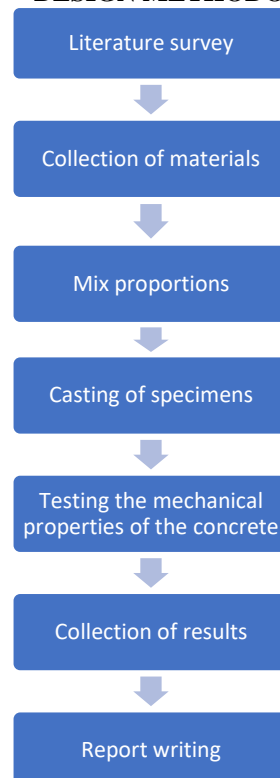 Literature survey
Collection of materials
Mix proportions
Casting of specimens
Testing the mechanical
properties of the concrete
Collection of results
Report writing